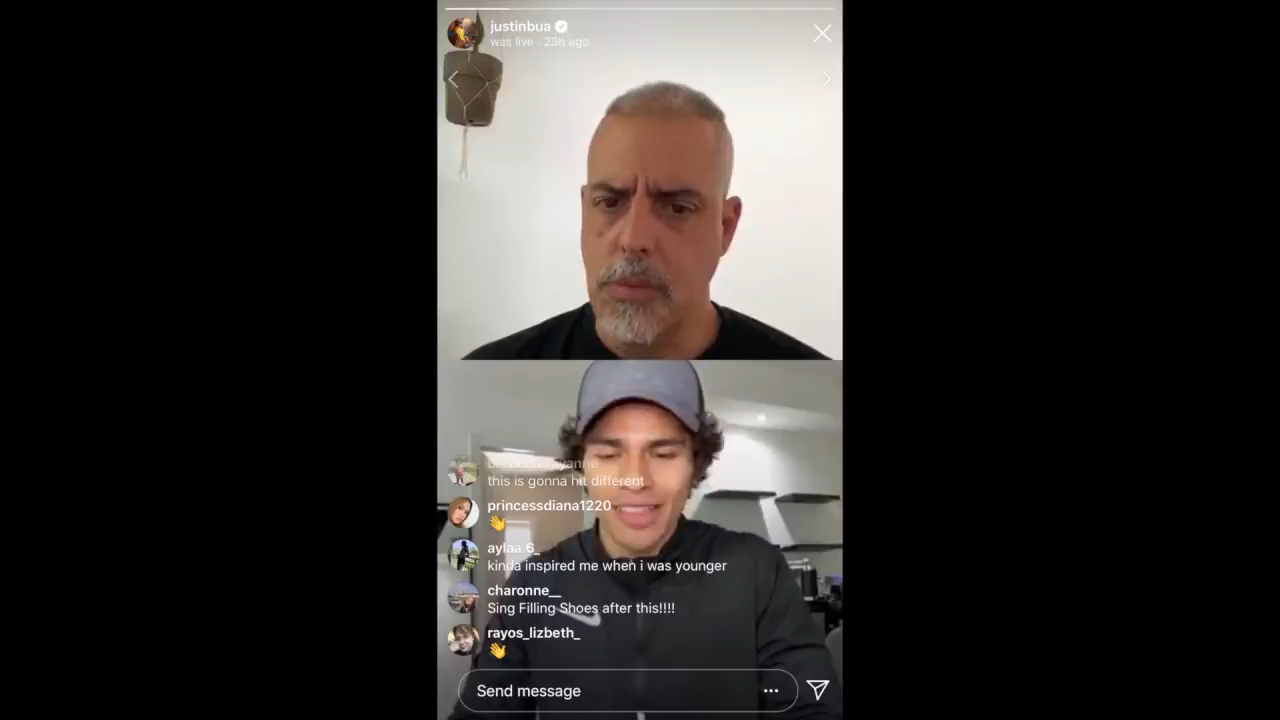 justinbua
was live · 23h ago
this is gonna hit different
princessdiana1220
👋
aylaa.6_
kinda inspired me when i was younger
charonne__
Sing Filling Shoes after this!!!!
rayos_lizbeth_
👋
Send message